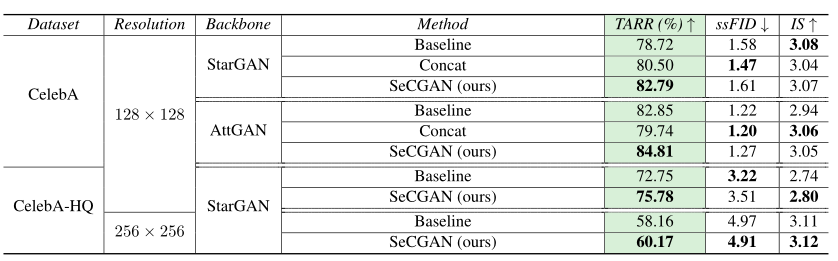 Dataset Resolution Backbone Method TARR (%) ↑ ssFID ↓ IS ↑
CelebA 128 × 128 StarGAN Baseline 78.72 1.58 3.08
Concat 80.50 1.47 3.04
SeCGAN (ours) 82.79 1.61 3.07
AttGAN Baseline 82.85 1.22 2.94
Concat 79.74 1.20 3.06
SeCGAN (ours) 84.81 1.27 3.05
CelebA-HQ StarGAN Baseline 72.75 3.22 2.74
SeCGAN (ours) 75.78 3.51 2.80
256 × 256 Baseline 58.16 4.97 3.11
SeCGAN (ours) 60.17 4.91 3.12